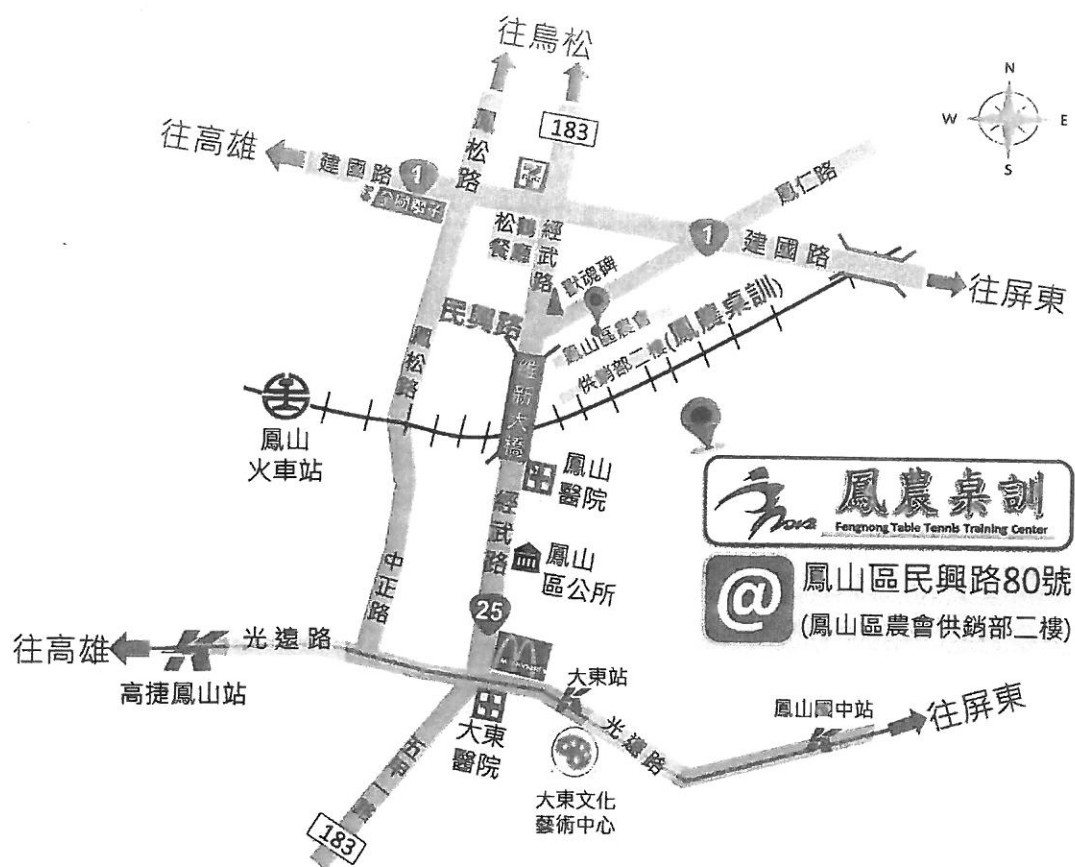 往鳥松
N
W
E
S
183
往高雄
建國路
1
鳳松路
鳳仁路
松鶴
餐廳
經武路
1
建國路
往屏東
獻魂碑
民興路
鳳山區農會
供銷部二樓(鳳農桌訓)
鳳松路
維新大橋
鳳山
火車站
鳳山
醫院
鳳農桌訓
Fengnong Table Tennis Training Center
經武路
鳳山
區公所
中正路
@
鳳山區民興路80號
(鳳山區農會供銷部二樓)
25
往高雄
光遠路
高捷鳳山站
大東站
鳳山國中站
往屏東
光遠路
大東
醫院
大東文化
藝術中心
183